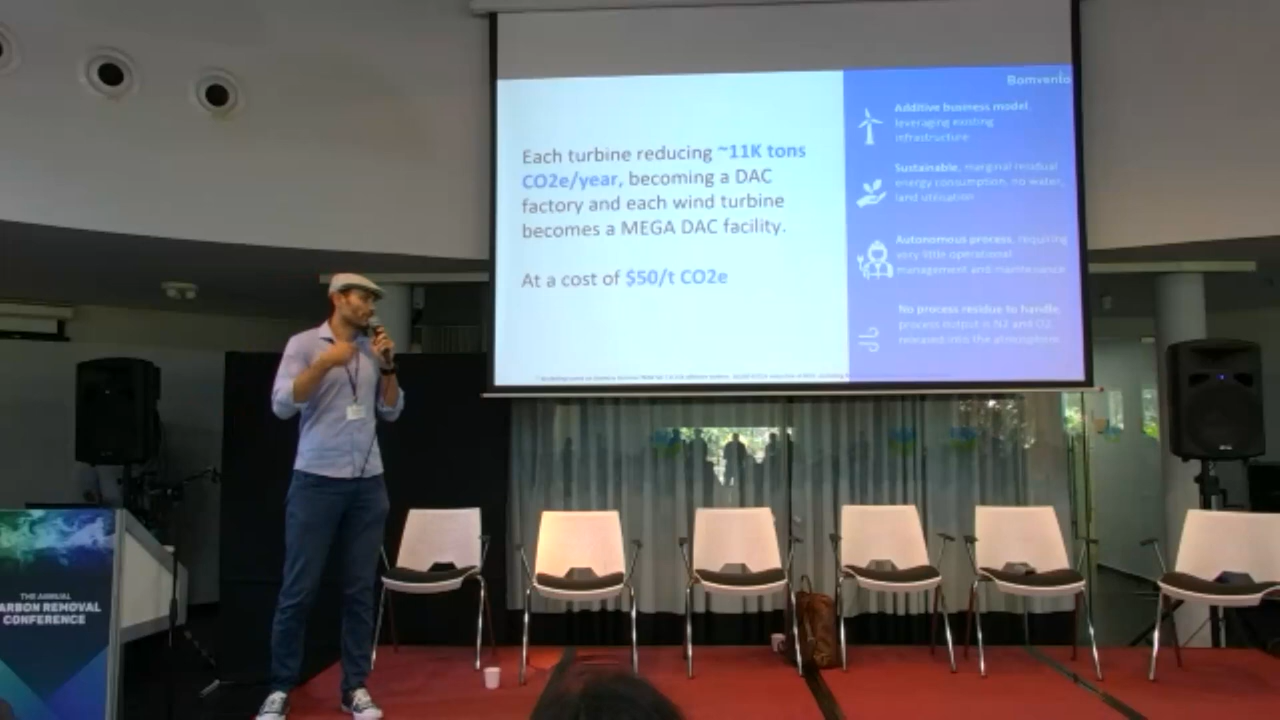 Each turbine reducing ~11K tons
CO2e/year, becoming a DAC
factory and each wind turbine
becomes a MEGA DAC facility.
At a cost of $50/t CO2e
Bomvento
Additive business model,
leveraging existing
infrastructure
Sustainable, marginal residual
energy consumption, no water,
land utilisation
Autonomous process, requiring
very little operational
management and maintenance
No process residue to handle,
process output is N2 and O2
released into the atmosphere
THE ANNUAL
ARBON REMOVAL
CONFERENCE